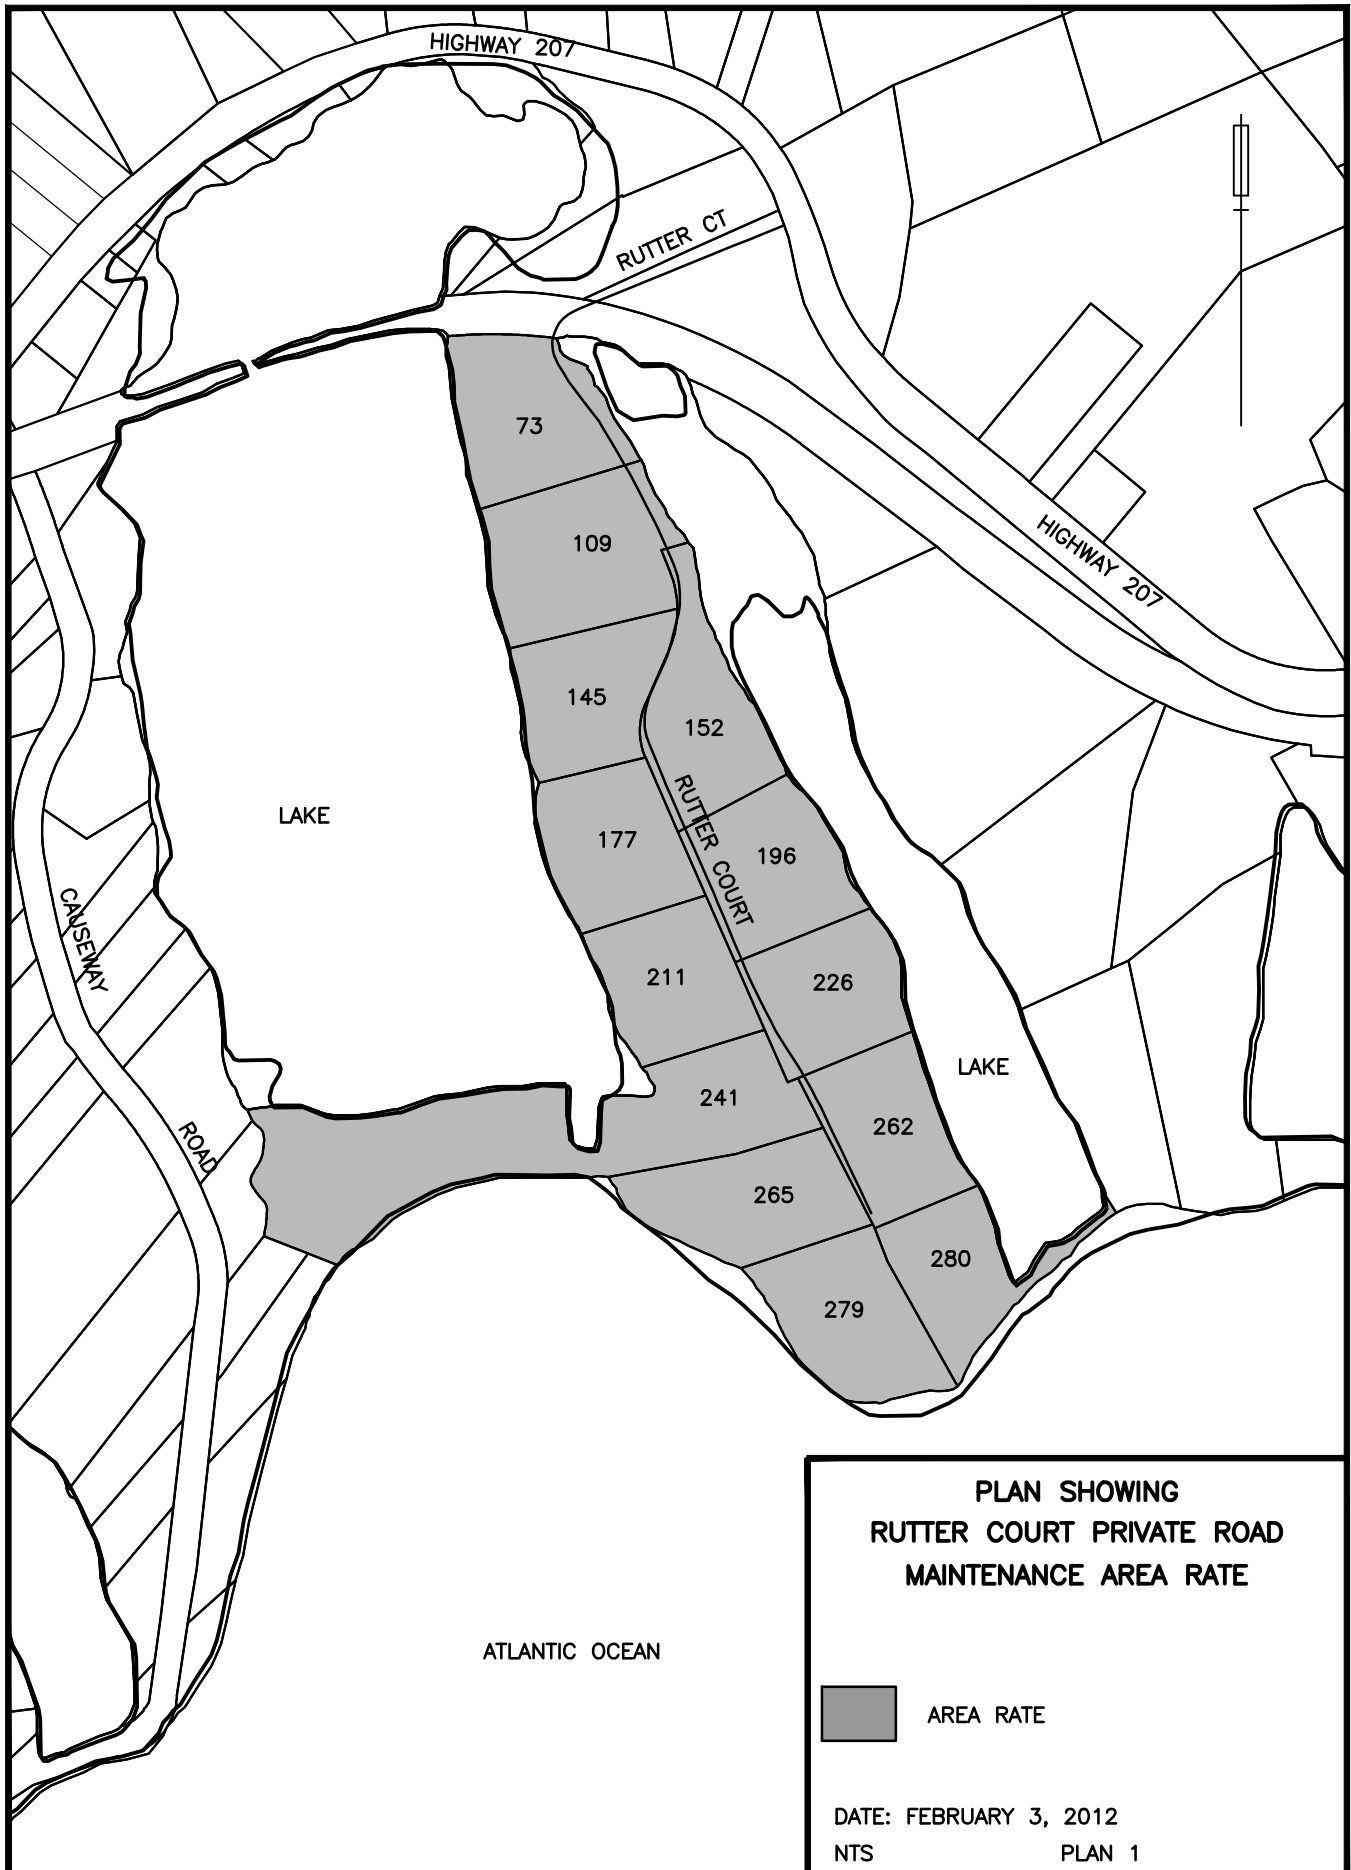 HIGHWAY 207
RUTTER CT
73
109
HIGHWAY 207
145
152
RUTTER COURT
LAKE
177
196
CAUSEWAY
211
226
LAKE
241
262
ROAD
265
280
279
PLAN SHOWING
RUTTER COURT PRIVATE ROAD
MAINTENANCE AREA RATE
ATLANTIC OCEAN
AREA RATE
DATE: FEBRUARY 3, 2012
NTS PLAN 1